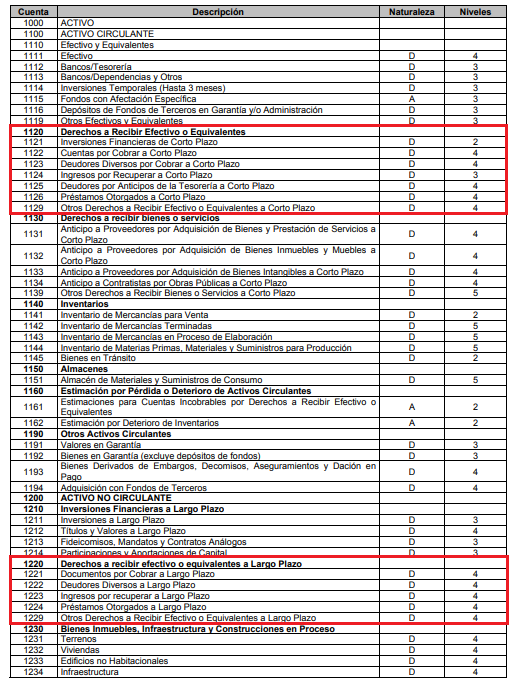 Cuenta Descripción Naturaleza Niveles
1000 ACTIVO
1100 ACTIVO CIRCULANTE
1110 Efectivo y Equivalentes
1111 Efectivo D 4
1112 Bancos/Tesorería D 3
1113 Bancos/Dependencias y Otros D 3
1114 Inversiones Temporales (Hasta 3 meses) D 3
1115 Fondos con Afectación Específica A 3
1116 Depósitos de Fondos de Terceros en Garantía y/o Administración D 3
1119 Otros Efectivos y Equivalentes D 3
1120 Derechos a Recibir Efectivo o Equivalentes
1121 Inversiones Financieras de Corto Plazo D 2
1122 Cuentas por Cobrar a Corto Plazo D 4
1123 Deudores Diversos por Cobrar a Corto Plazo D 4
1124 Ingresos por Recuperar a Corto Plazo D 3
1125 Deudores por Anticipos de la Tesorería a Corto Plazo D 4
1126 Préstamos Otorgados a Corto Plazo D 4
1129 Otros Derechos a Recibir Efectivo o Equivalentes a Corto Plazo D 4
1130 Derechos a recibir bienes o servicios
1131 Anticipo a Proveedores por Adquisición de Bienes y Prestación de Servicios a D 4
Corto Plazo
1132 Anticipo a Proveedores por Adquisición de Bienes Inmuebles y Muebles a D 4
Corto Plazo
1133 Anticipo a Proveedores por Adquisición de Bienes Intangibles a Corto Plazo D 4
1134 Anticipo a Contratistas por Obras Públicas a Corto Plazo D 4
1139 Otros Derechos a Recibir Bienes o Servicios a Corto Plazo D 5
1140 Inventarios
1141 Inventario de Mercancías para Venta D 2
1142 Inventario de Mercancías Terminadas D 5
1143 Inventario de Mercancías en Proceso de Elaboración D 5
1144 Inventario de Materias Primas, Materiales y Suministros para Producción D 5
1145 Bienes en Tránsito D 2
1150 Almacenes
1151 Almacén de Materiales y Suministros de Consumo D 5
1160 Estimación por Pérdida o Deterioro de Activos Circulantes
1161 Estimaciones para Cuentas Incobrables por Derechos a Recibir Efectivo o A 2
Equivalentes
1162 Estimación por Deterioro de Inventarios A 2
1190 Otros Activos Circulantes
1191 Valores en Garantía D 3
1192 Bienes en Garantía (excluye depósitos de fondos) D 3
1193 Bienes Derivados de Embargos, Decomisos, Aseguramientos y Dación en D 4
Pago
1194 Adquisición con Fondos de Terceros D 4
1200 ACTIVO NO CIRCULANTE
1210 Inversiones Financieras a Largo Plazo
1211 Inversiones a Largo Plazo D 3
1212 Títulos y Valores a Largo Plazo D 4
1213 Fideicomisos, Mandatos y Contratos Análogos D 3
1214 Participaciones y Aportaciones de Capital D 3
1220 Derechos a recibir efectivo o equivalentes a Largo Plazo
1221 Documentos por Cobrar a Largo Plazo D 4
1222 Deudores Diversos a Largo Plazo D 4
1223 Ingresos por recuperar a Largo Plazo D 4
1224 Préstamos Otorgados a Largo Plazo D 4
1229 Otros Derechos a Recibir Efectivo o Equivalentes a Largo Plazo D 4
1230 Bienes Inmuebles, Infraestructura y Construcciones en Proceso
1231 Terrenos D 4
1232 Viviendas D 4
1233 Edificios no Habitacionales D 4
1234 Infraestructura D 4